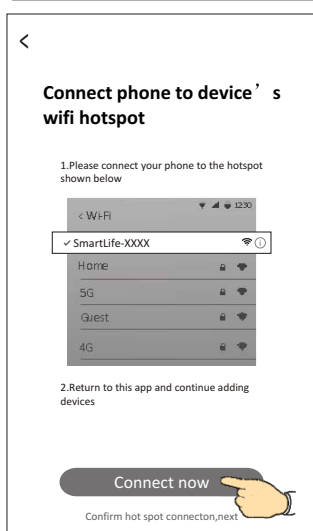 <
Connect phone to device’s
wifi hotspot
1.Please connect your phone to the hotspot
shown below
12:30
< Wi-Fi
✓ SmartLife-XXXX
Home
5G
Guest
4G
2.Return to this app and continue adding
devices
Connect now
Confirm hot spot connecton,next